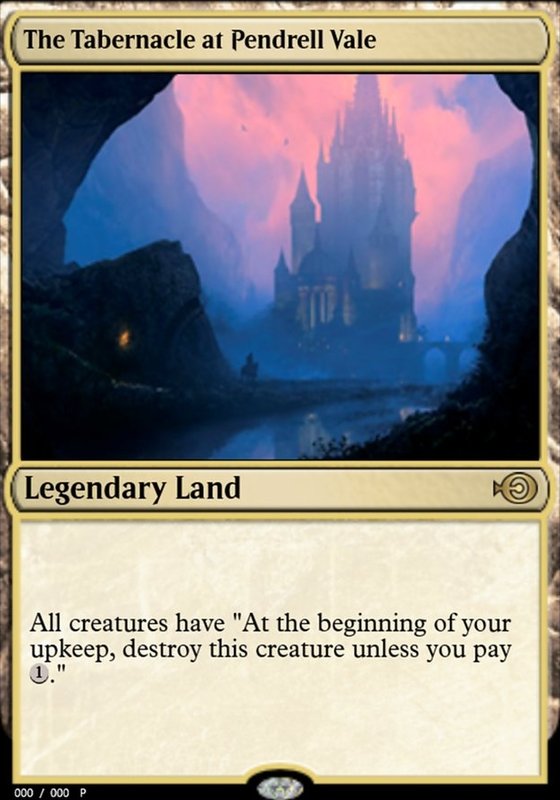 The Tabernacle at Pendrell Vale
Legendary Land
All creatures have "At the beginning of your
upkeep, destroy this creature unless you pay
1."
000 / 000 P